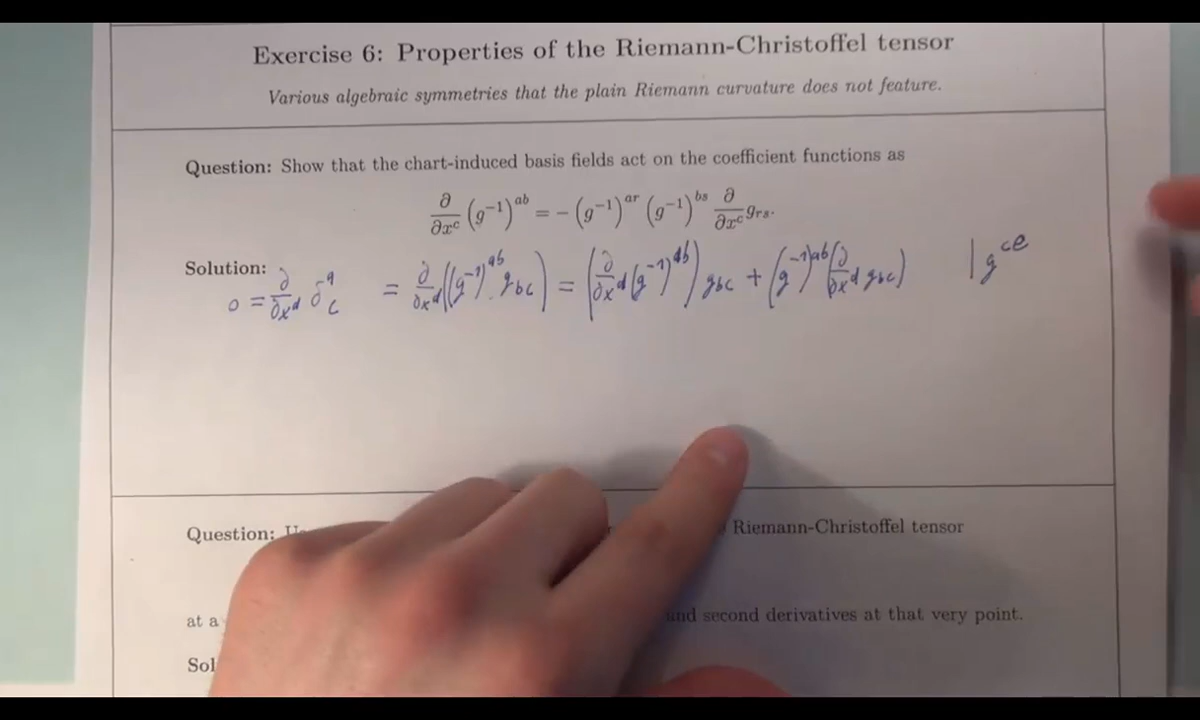 Exercise 6: Properties of the Riemann-Christoffel tensor
Various algebraic symmetries that the plain Riemann curvature does not feature.
Question: Show that the chart-induced basis fields act on the coefficient functions as
∂/∂x^c (g^{-1})^{ab} = − (g^{-1})^{ar} (g^{-1})^{bs} ∂/∂x^c g_{rs}.
Solution:
0 = ∂/∂x^d δ^a_c = ∂/∂x^d ((g^{-1})^{ab} · g_{bc}) = (∂/∂x^d (g^{-1})^{ab}) g_{bc} + (g^{-1})^{ab} (∂/∂x^d g_{bc}) | g^{ce}
Question: Riemann-Christoffel tensor
at a and second derivatives at that very point.
Sol